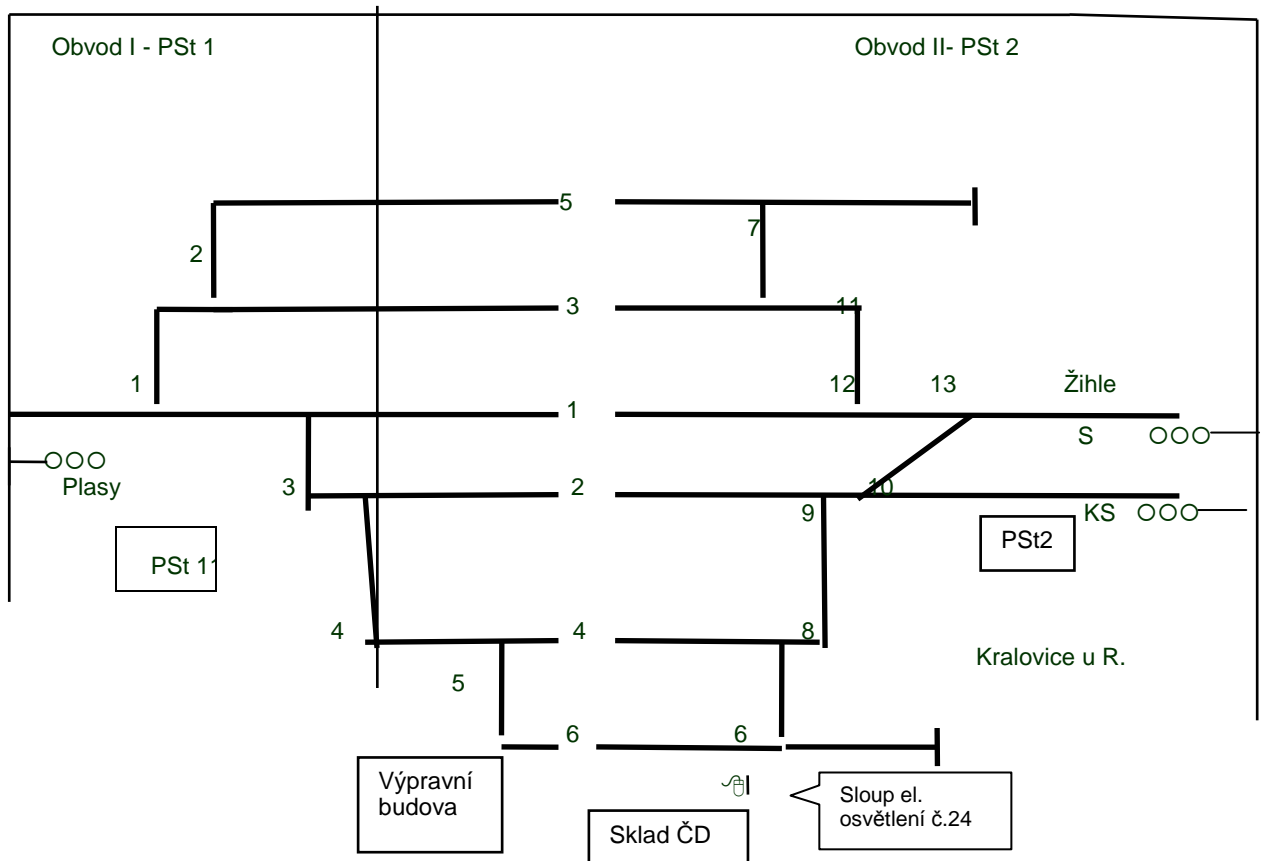 Obvod I - PSt 1
Obvod II- PSt 2
5
7
2
3
11
1
12
13
Žihle
1
S
Plasy
3
2
10
9
KS
PSt2
PSt 11
4
4
8
Kralovice u R.
5
6
6
Výpravní
budova
Sloup el.
osvětlení č.24
Sklad ČD